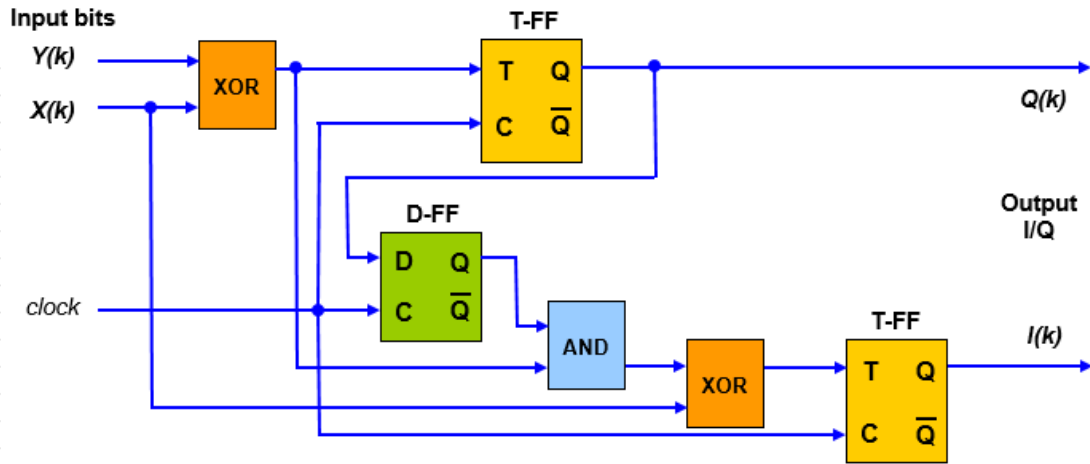 Input bits
Y(k)
X(k)
XOR
T-FF
T Q
C Q̅
Q(k)
D-FF
D Q
C Q̅
Output
I/Q
clock
AND
XOR
T-FF
T Q
C Q̅
I(k)